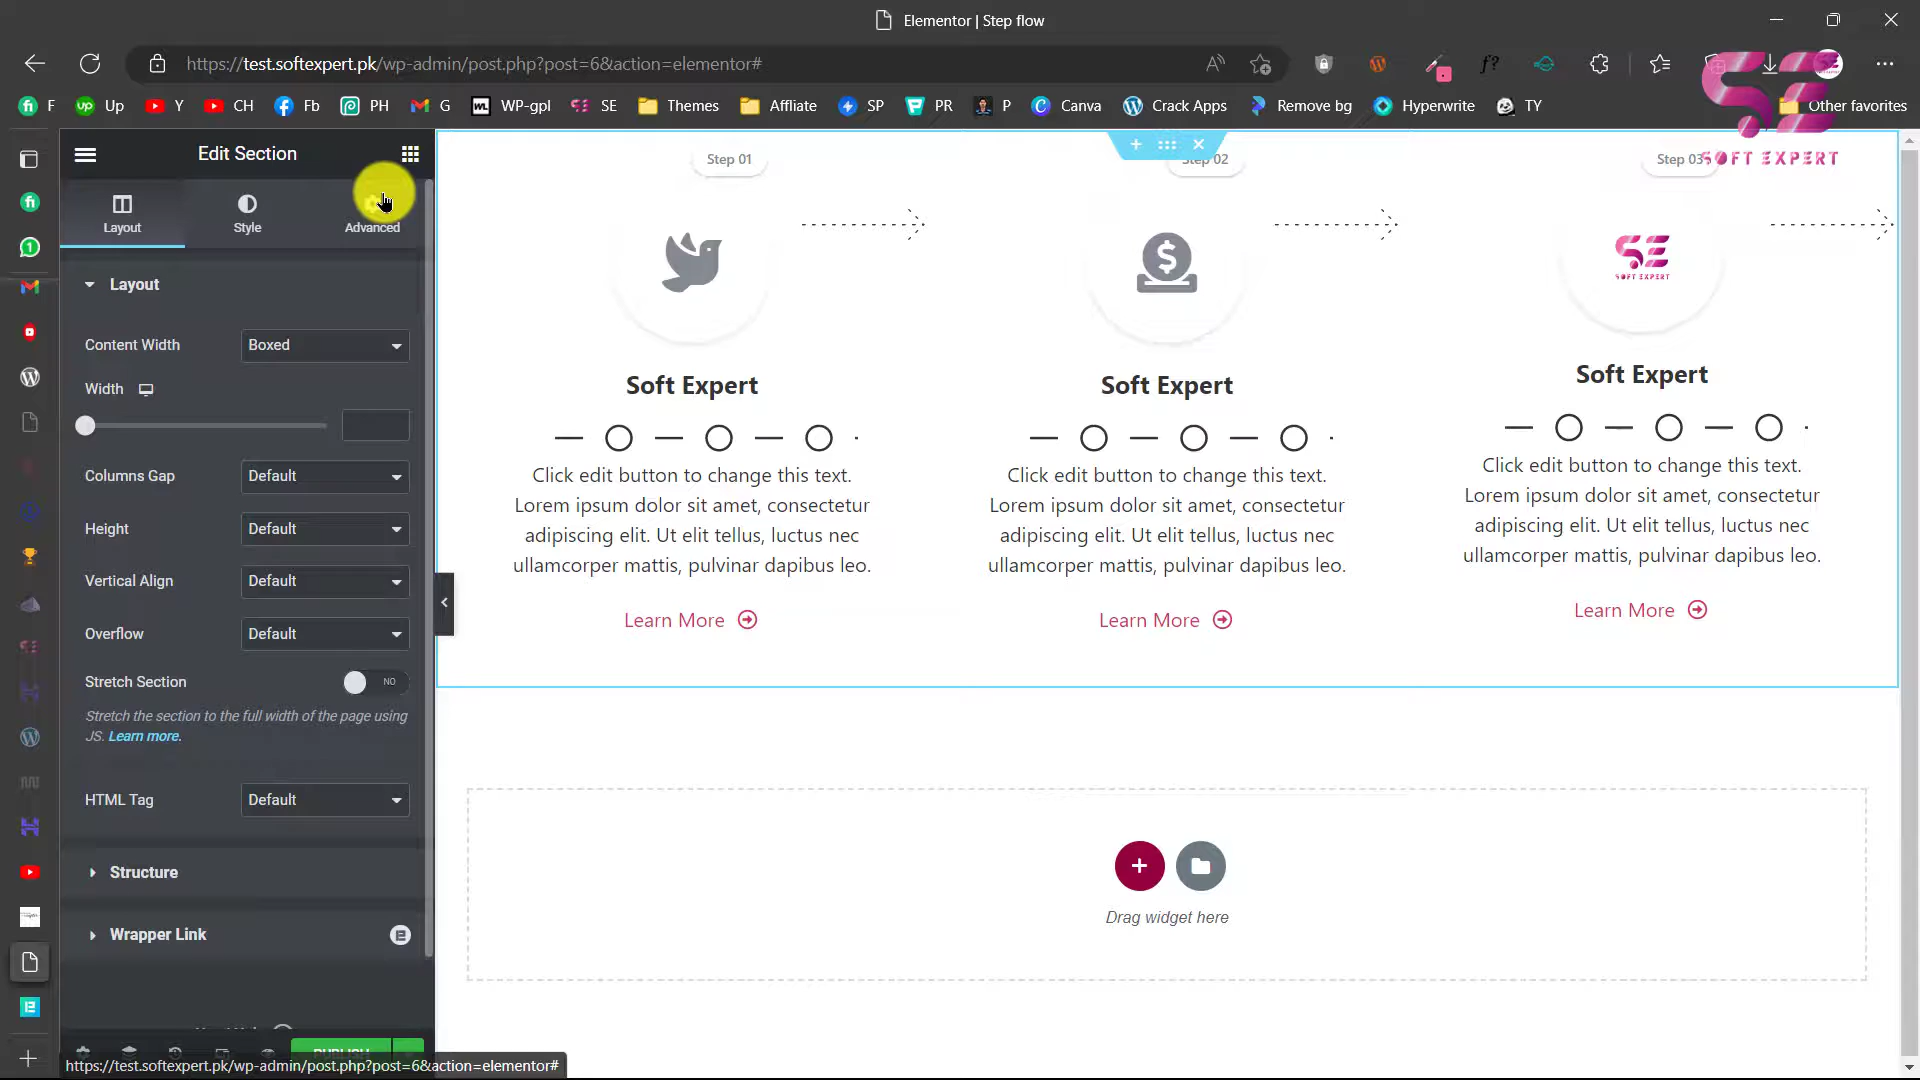 Elementor | Step flow
https://test.softexpert.pk/wp-admin/post.php?post=6&action=elementor#
F Up Y CH Fb PH G WP-gpl SE Themes Affliate SP PR P Canva Crack Apps Remove bg Hyperwrite TY Other favorites
SOFT EXPERT
Edit Section
Layout Style Advanced
Layout
Content Width Boxed
Width
Columns Gap Default
Height Default
Vertical Align Default
Overflow Default
Stretch Section NO
Stretch the section to the full width of the page using
JS. Learn more.
HTML Tag Default
Structure
Wrapper Link
PUBLISH
https://test.softexpert.pk/wp-admin/post.php?post=6&action=elementor#
Step 01
Soft Expert
Click edit button to change this text.
Lorem ipsum dolor sit amet, consectetur
adipiscing elit. Ut elit tellus, luctus nec
ullamcorper mattis, pulvinar dapibus leo.
Learn More
Step 02
Soft Expert
Click edit button to change this text.
Lorem ipsum dolor sit amet, consectetur
adipiscing elit. Ut elit tellus, luctus nec
ullamcorper mattis, pulvinar dapibus leo.
Learn More
Step 03
SOFT EXPERT
Soft Expert
Click edit button to change this text.
Lorem ipsum dolor sit amet, consectetur
adipiscing elit. Ut elit tellus, luctus nec
ullamcorper mattis, pulvinar dapibus leo.
Learn More
Drag widget here